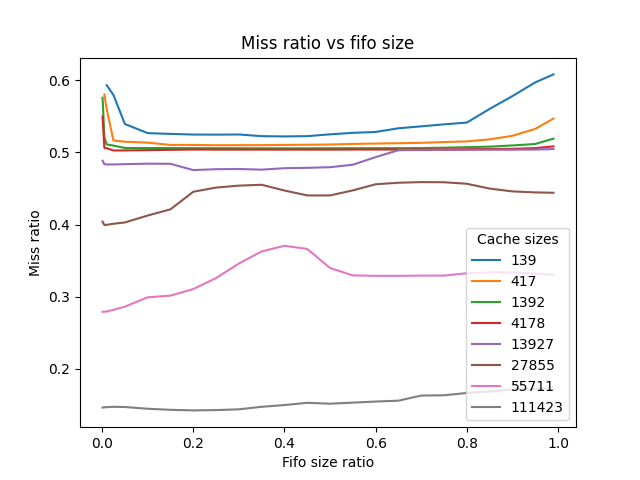 Miss ratio vs fifo size
0.6
0.5
0.4
0.3
0.2
Miss ratio
0.0 0.2 0.4 0.6 0.8 1.0
Fifo size ratio
Cache sizes
139
417
1392
4178
13927
27855
55711
111423